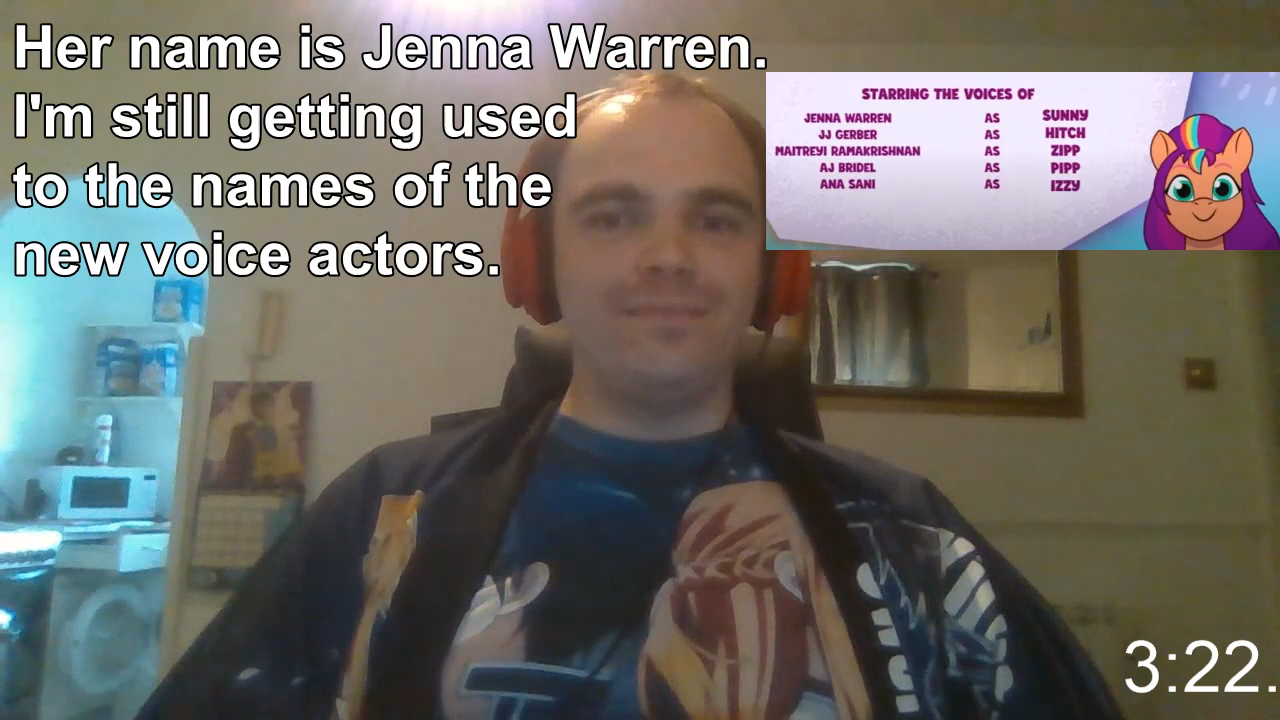 Her name is Jenna Warren.
I'm still getting used
to the names of the
new voice actors.
STARRING THE VOICES OF
JENNA WARREN AS SUNNY
JJ GERBER AS HITCH
MAITREYI RAMAKRISHNAN AS ZIPP
AJ BRIDEL AS PIPP
ANA SANI AS IZZY
3:22.